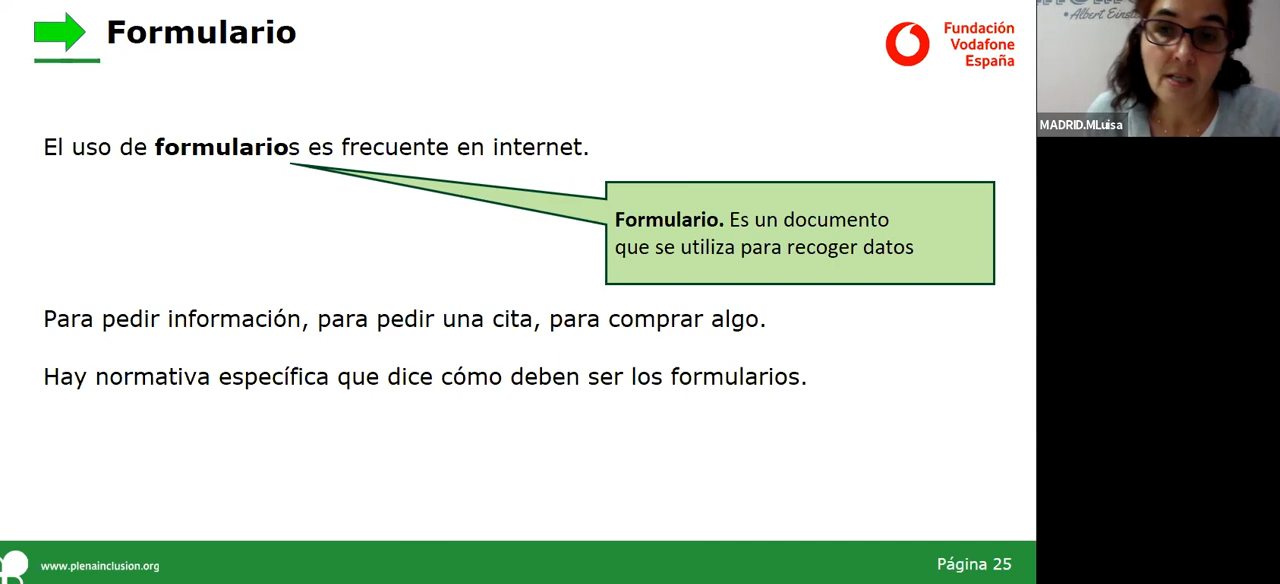 Formulario
Fundación
Vodafone
España
El uso de formularios es frecuente en internet.
Formulario. Es un documento
que se utiliza para recoger datos
Para pedir información, para pedir una cita, para comprar algo.
Hay normativa específica que dice cómo deben ser los formularios.
www.plenainclusion.org
Página 25
MADRID.MLuisa